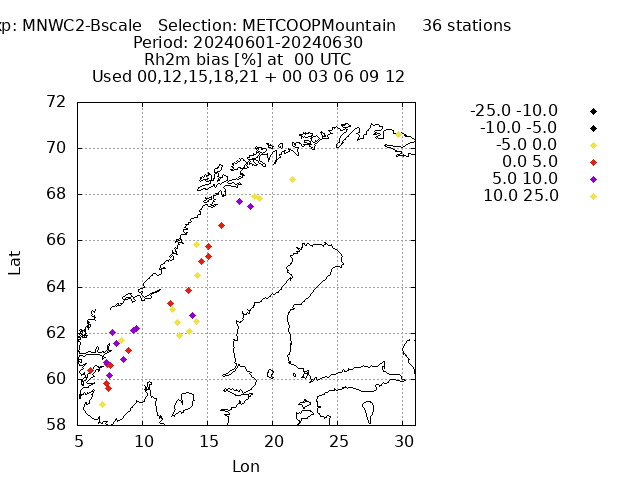 xp: MNWC2-Bscale   Selection: METCOOPMountain     36 stations
Period: 20240601-20240630
Rh2m bias [%] at  00 UTC
Used 00,12,15,18,21 + 00 03 06 09 12
-25.0 -10.0
-10.0 -5.0
-5.0 0.0
0.0 5.0
5.0 10.0
10.0 25.0
72
70
68
66
64
62
60
58
Lat
5 10 15 20 25 30
Lon